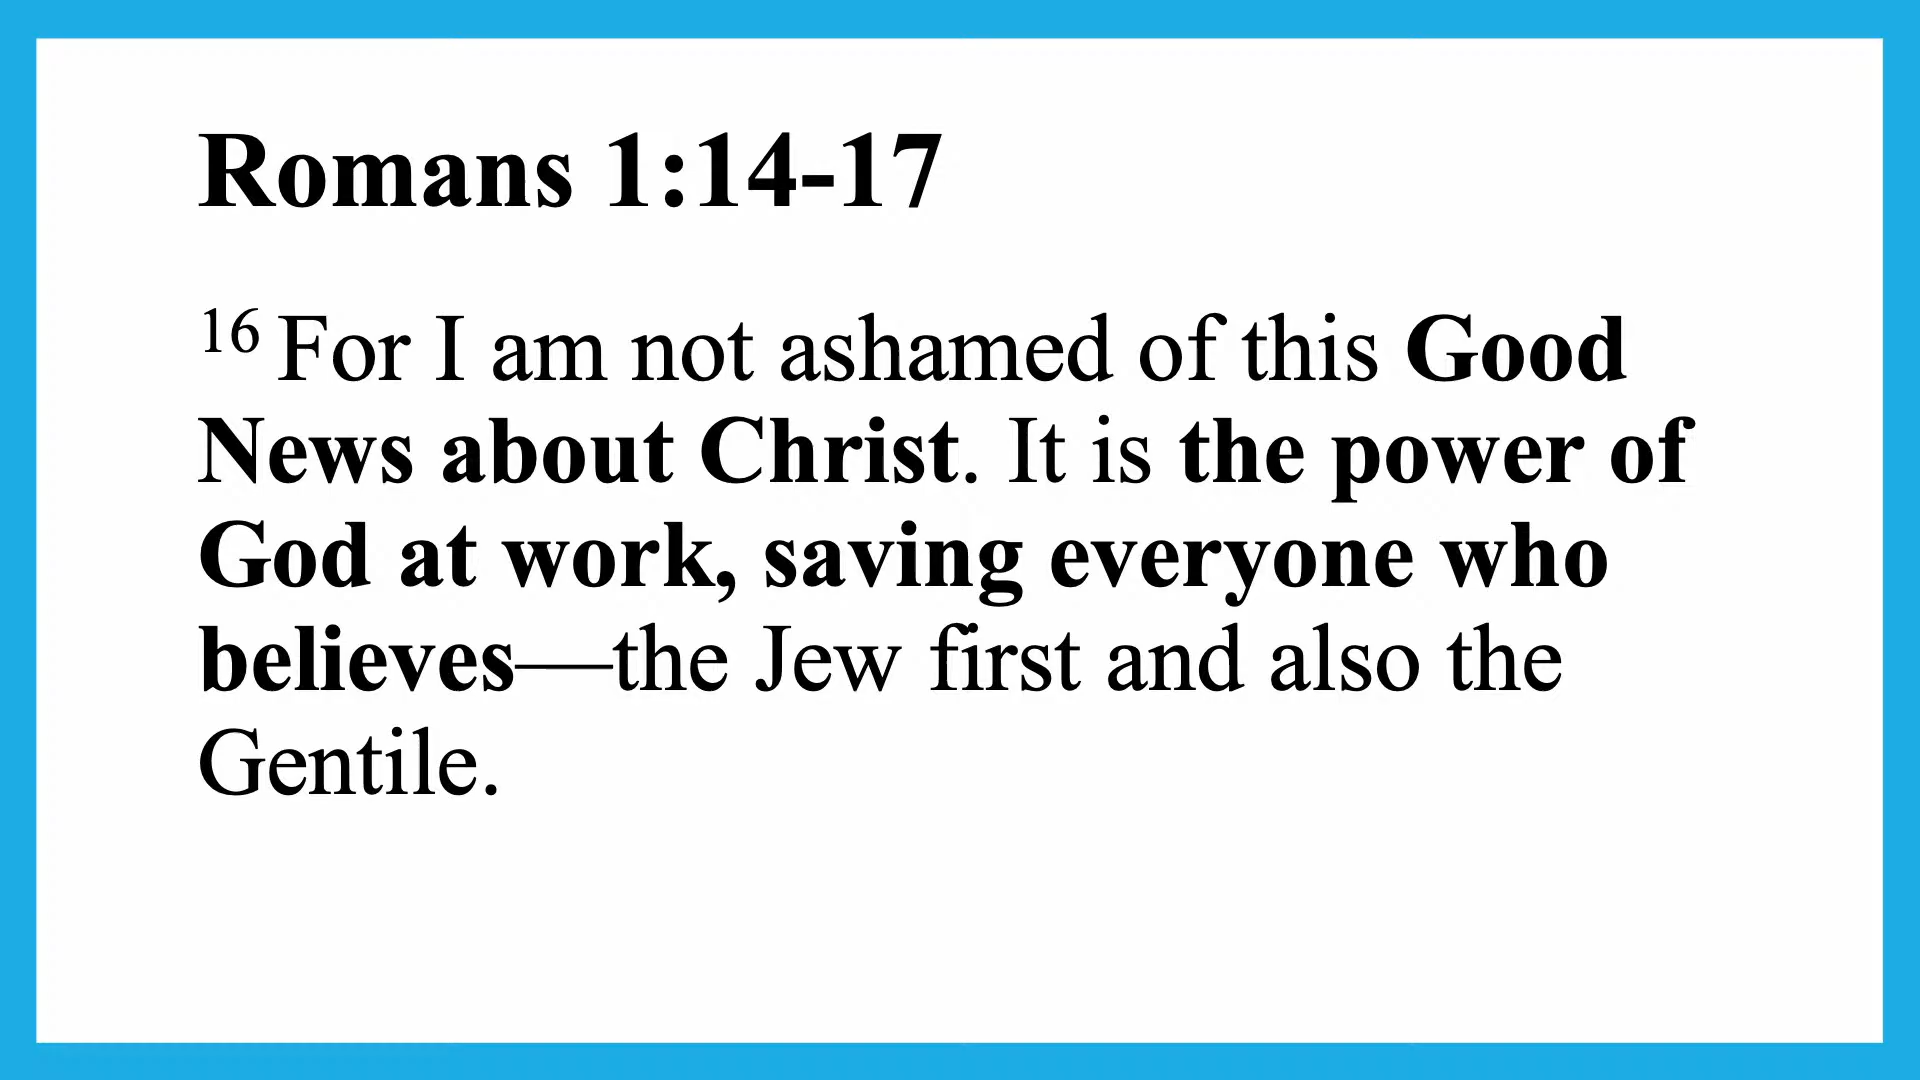 Romans 1:14-17
16 For I am not ashamed of this Good
News about Christ. It is the power of
God at work, saving everyone who
believes—the Jew first and also the
Gentile.